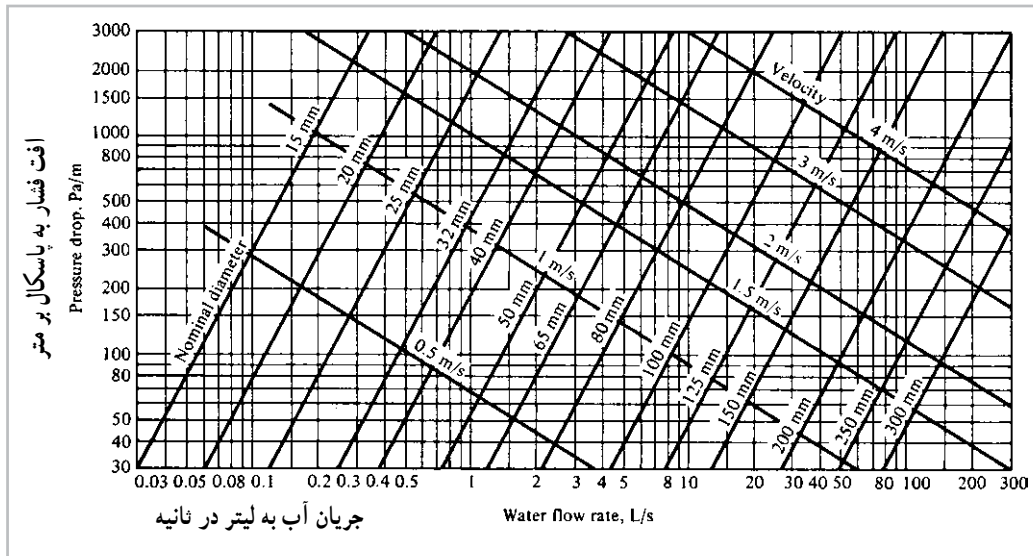 3000
2000
1500
1000
800
500
400
300
200
150
100
80
50
40
30
افت فشار به پاسکال بر متر
Pressure drop, Pa/m
Nominal diameter
15 mm
20 mm
25 mm
32 mm
40 mm
50 mm
65 mm
80 mm
100 mm
125 mm
150 mm
200 mm
250 mm
300 mm
Velocity
4 m/s
3 m/s
2 m/s
1.5 m/s
1 m/s
0.5 m/s
0.03 0.05 0.08 0.1 0.2 0.3 0.4 0.5 1 2 3 4 5 8 10 20 30 40 50 80 100 200 300
جریان آب به لیتر در ثانیه
Water flow rate, L/s